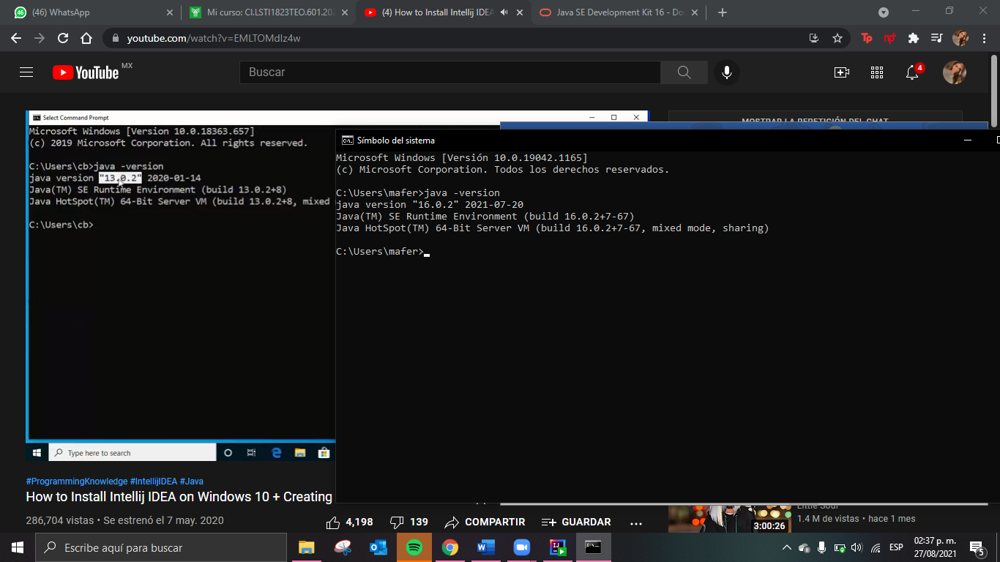 (46) WhatsApp
Mi curso: CI.LSTI1823TEO.601.202
(4) How to Install Intellij IDEA
Java SE Development Kit 16 - Do
youtube.com/watch?v=EMLTOMdIz4w
YouTube MX
Buscar
4
Select Command Prompt
Microsoft Windows [Version 10.0.18363.657]
(c) 2019 Microsoft Corporation. All rights reserved.
C:\Users\cb>java -version
java version "13.0.2" 2020-01-14
Java(TM) SE Runtime Environment (build 13.0.2+8)
Java HotSpot(TM) 64-Bit Server VM (build 13.0.2+8, mixed
C:\Users\cb>
Type here to search
MOSTRAR LA REPETICIÓN DEL CHAT
Símbolo del sistema
Microsoft Windows [Versión 10.0.19042.1165]
(c) Microsoft Corporation. Todos los derechos reservados.
C:\Users\mafer>java -version
java version "16.0.2" 2021-07-20
Java(TM) SE Runtime Environment (build 16.0.2+7-67)
Java HotSpot(TM) 64-Bit Server VM (build 16.0.2+7-67, mixed mode, sharing)
C:\Users\mafer>
#ProgrammingKnowledge #IntellijIDEA #Java
How to Install Intellij IDEA on Windows 10 + Creating
286,704 vistas • Se estrenó el 7 may. 2020
4,198
139
COMPARTIR
GUARDAR
Little Soul
1.4 M de vistas • hace 1 mes
3:00:26
Escribe aquí para buscar
ESP
02:37 p. m.
27/08/2021
5